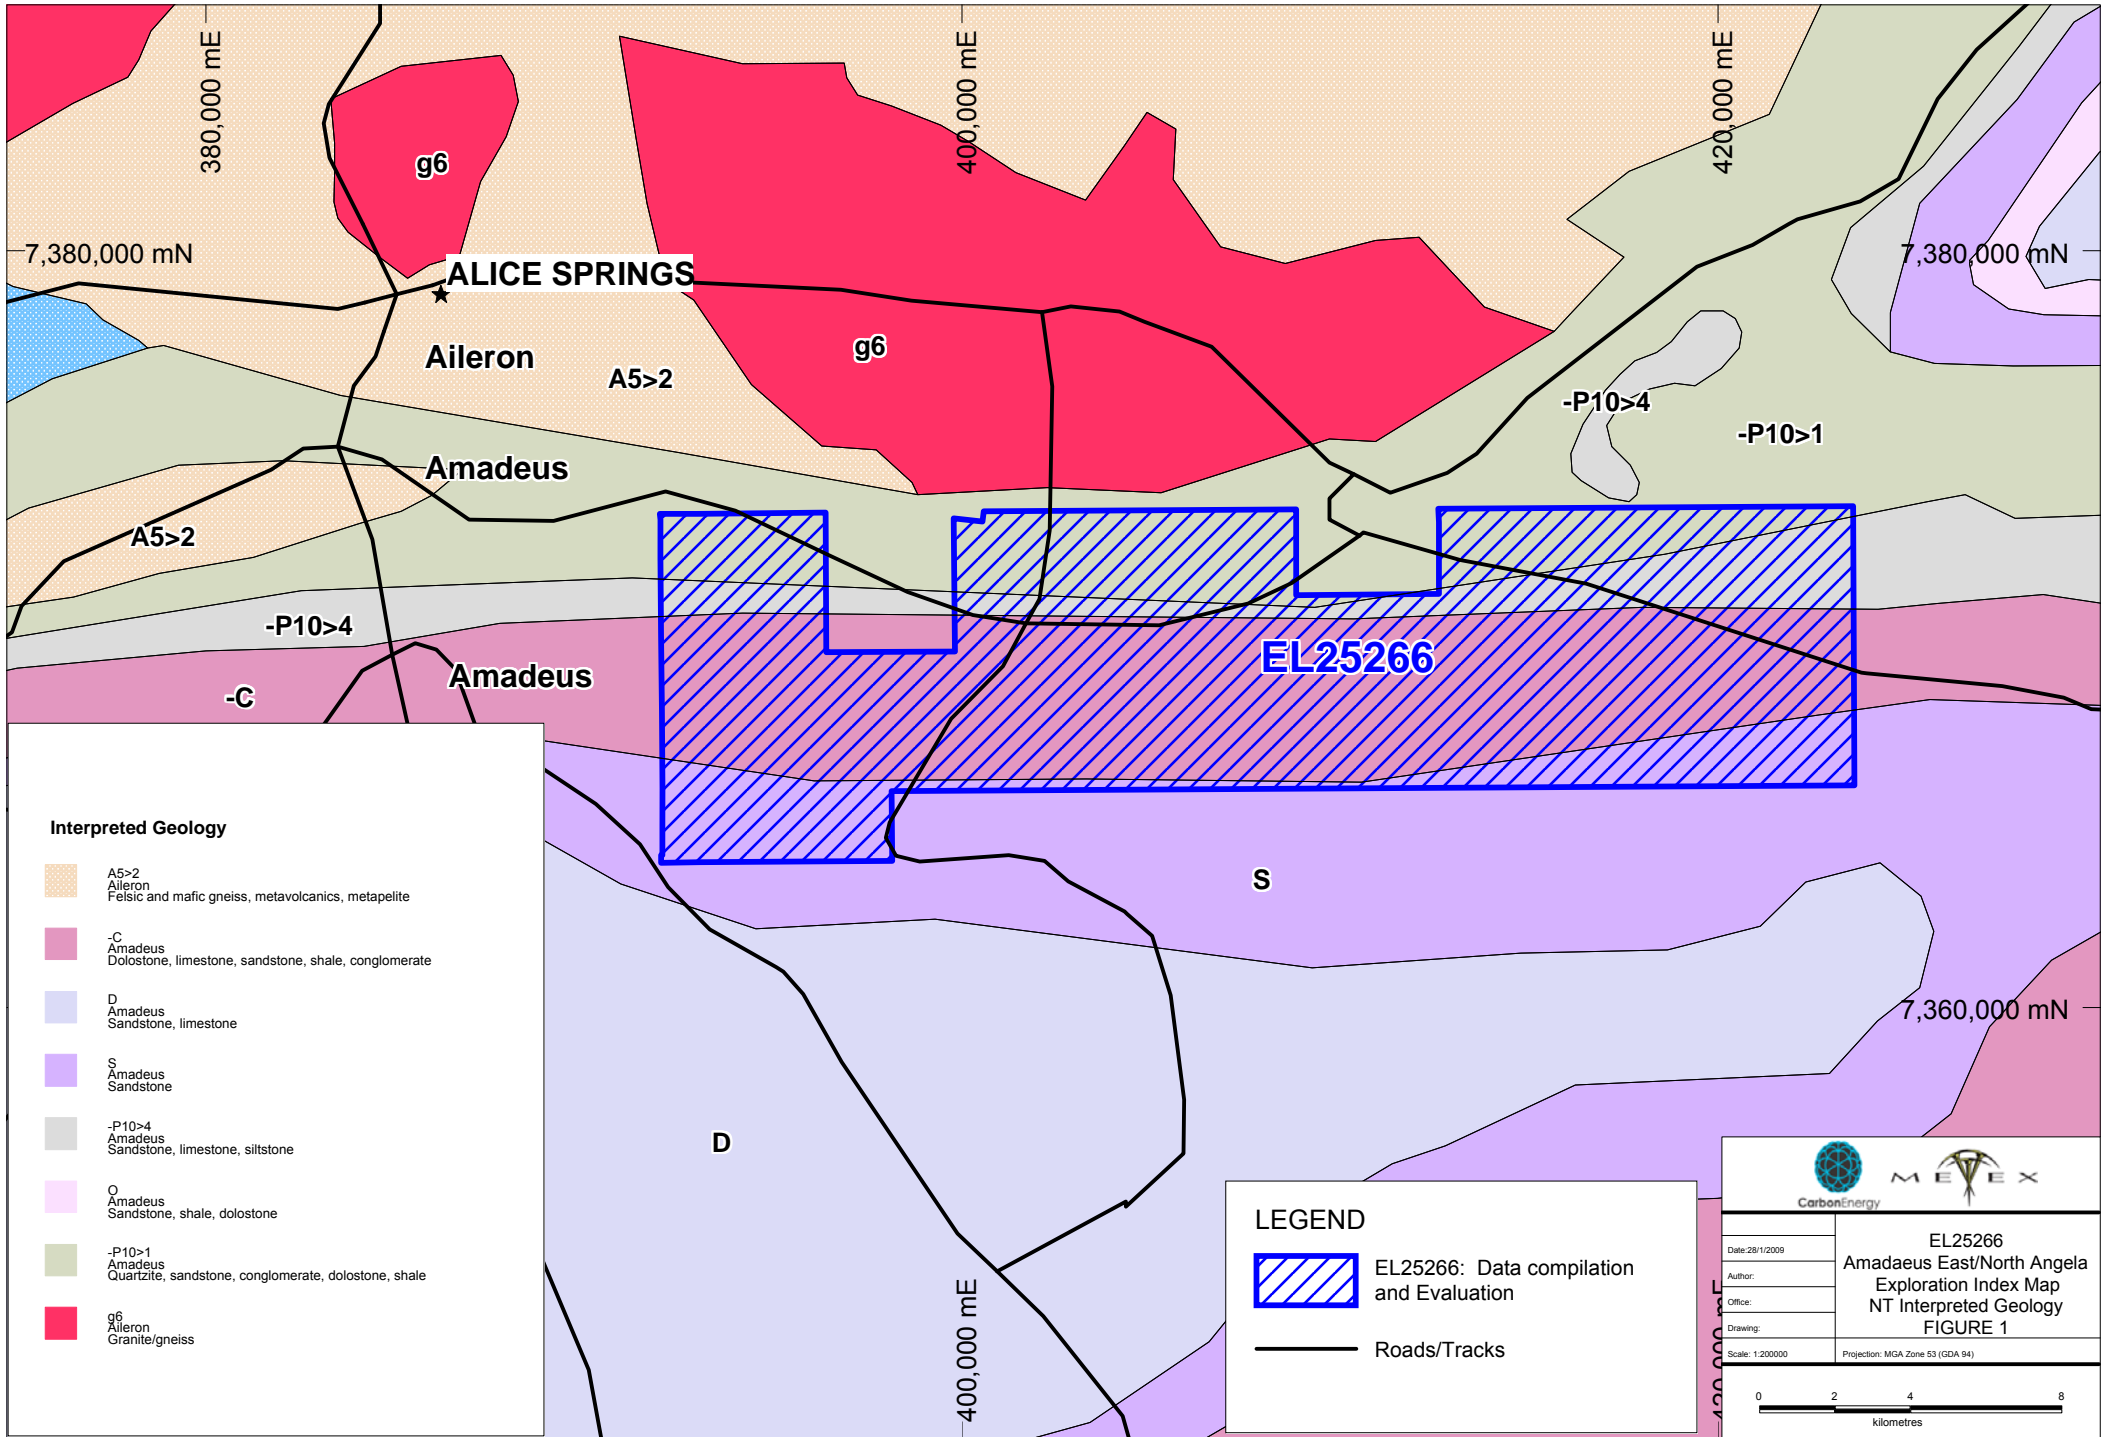 380,000 mE
400,000 mE
420,000 mE
g6
7,380,000 mN
7,380,000 mN
ALICE SPRINGS
Aileron
g6
A5>2
-P10>4
-P10>1
Amadeus
A5>2
-P10>4
EL25266
Amadeus
-C
S
7,360,000 mN
D
400,000 mE
420,000 mE
Interpreted Geology
A5>2
Aileron
Felsic and mafic gneiss, metavolcanics, metapelite
-C
Amadeus
Dolostone, limestone, sandstone, shale, conglomerate
D
Amadeus
Sandstone, limestone
S
Amadeus
Sandstone
-P10>4
Amadeus
Sandstone, limestone, siltstone
O
Amadeus
Sandstone, shale, dolostone
-P10>1
Amadeus
Quartzite, sandstone, conglomerate, dolostone, shale
g6
Aileron
Granite/gneiss
LEGEND
EL25266: Data compilation
and Evaluation
Roads/Tracks
CarbonEnergy
METEX
Date:28/1/2009
Author:
Office:
Drawing:
Scale: 1:200000
EL25266
Amadaeus East/North Angela
Exploration Index Map
NT Interpreted Geology
FIGURE 1
Projection: MGA Zone 53 (GDA 94)
0 2 4 8
kilometres